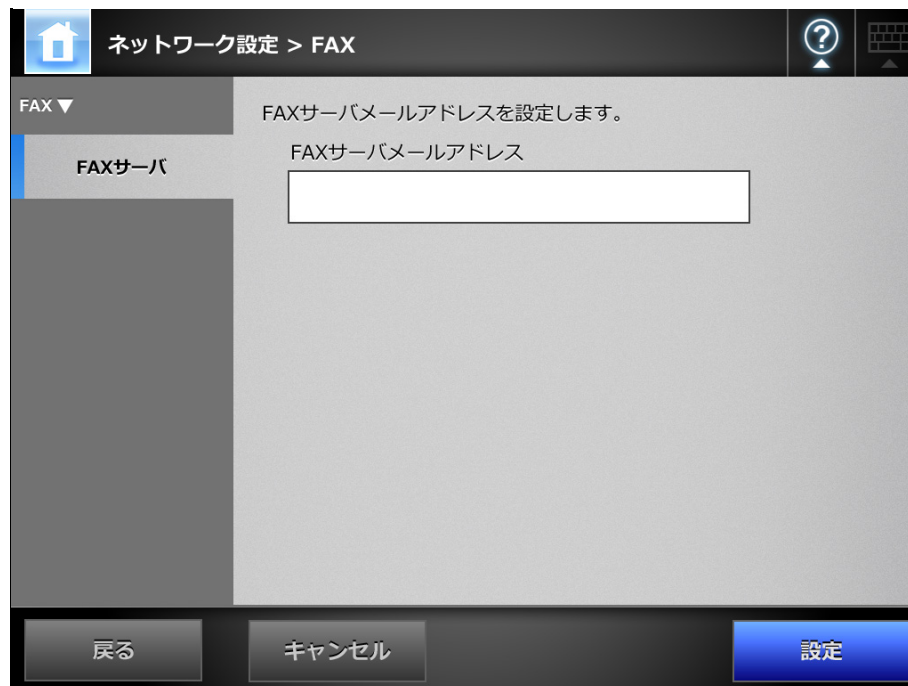 ネットワーク設定 > FAX
?
FAX ▼
FAXサーバ
FAXサーバメールアドレスを設定します。
FAXサーバメールアドレス
戻る
キャンセル
設定